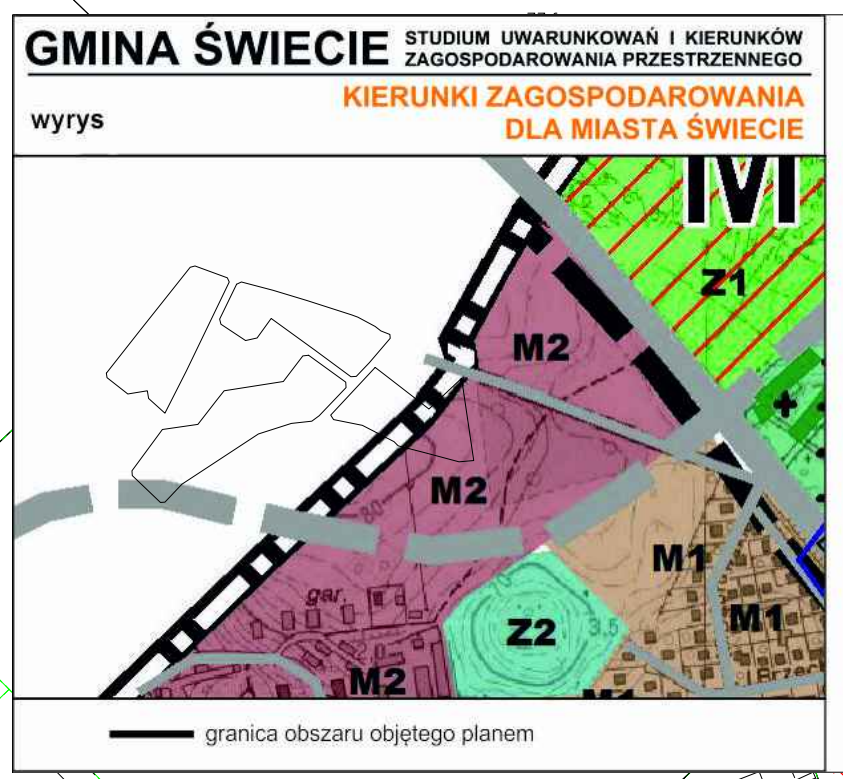 GMINA ŚWIECIE
STUDIUM UWARUNKOWAŃ I KIERUNKÓW
ZAGOSPODAROWANIA PRZESTRZENNEGO
KIERUNKI ZAGOSPODAROWANIA
DLA MIASTA ŚWIECIE
wyrys
M
Z1
M2
M2
80
M1
gar.
Z2
3,5
M1
M2
M1
granica obszaru objętego planem